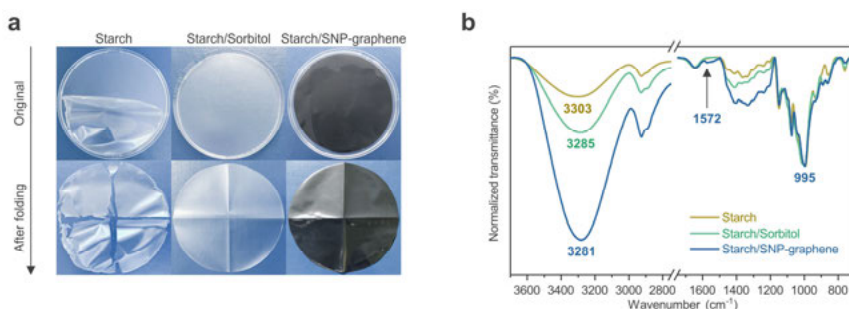 a
Starch
Starch/Sorbitol
Starch/SNP-graphene
Original
After folding
b
Normalized transmittance (%)
3303
3285
3281
1572
995
Starch
Starch/Sorbitol
Starch/SNP-graphene
3600 3200 3000 2800 1600 1400 1200 1000 800
Wavenumber (cm⁻¹)